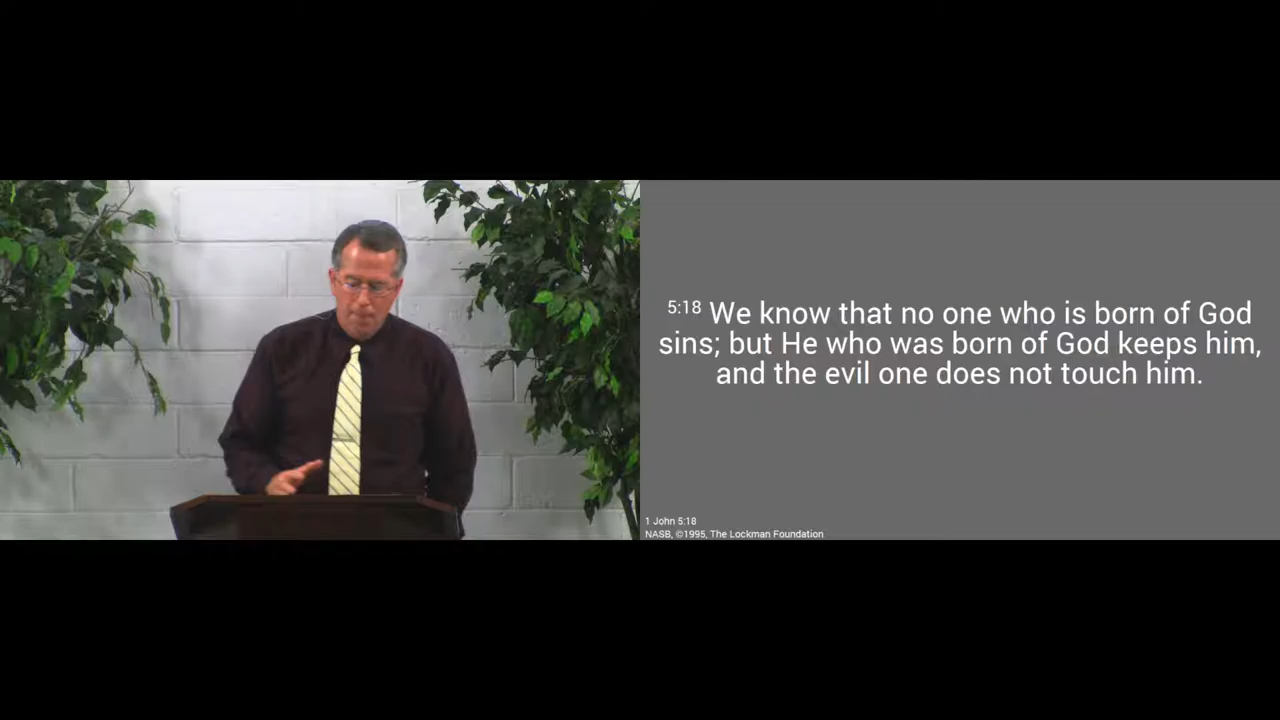 5:18 We know that no one who is born of God
sins; but He who was born of God keeps him,
and the evil one does not touch him.
1 John 5:18
NASB, ©1995, The Lockman Foundation